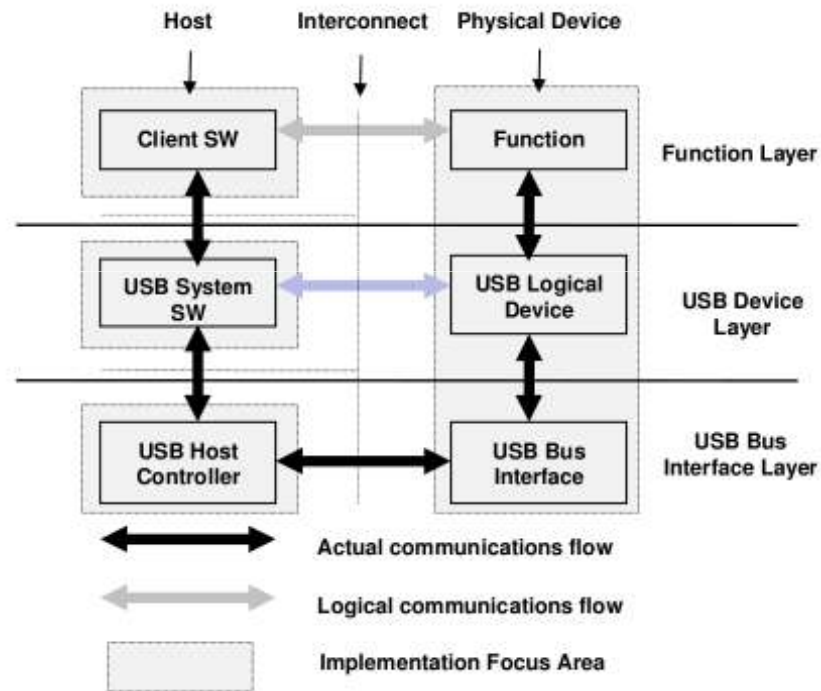 Host
Interconnect
Physical Device
Client SW
Function
Function Layer
USB System
SW
USB Logical
Device
USB Device
Layer
USB Host
Controller
USB Bus
Interface
USB Bus
Interface Layer
Actual communications flow
Logical communications flow
Implementation Focus Area